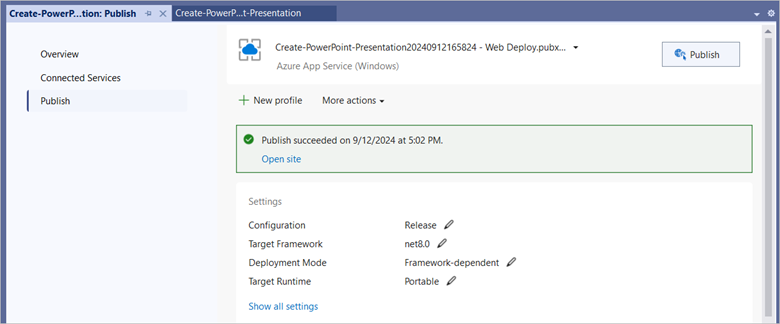 Create-PowerP...tion: Publish
Create-PowerP...t-Presentation
Overview
Connected Services
Publish
Create-PowerPoint-Presentation20240912165824 - Web Deploy.pubx...
Azure App Service (Windows)
Publish
New profile
More actions
Publish succeeded on 9/12/2024 at 5:02 PM.
Open site
Settings
Configuration Release
Target Framework net8.0
Deployment Mode Framework-dependent
Target Runtime Portable
Show all settings